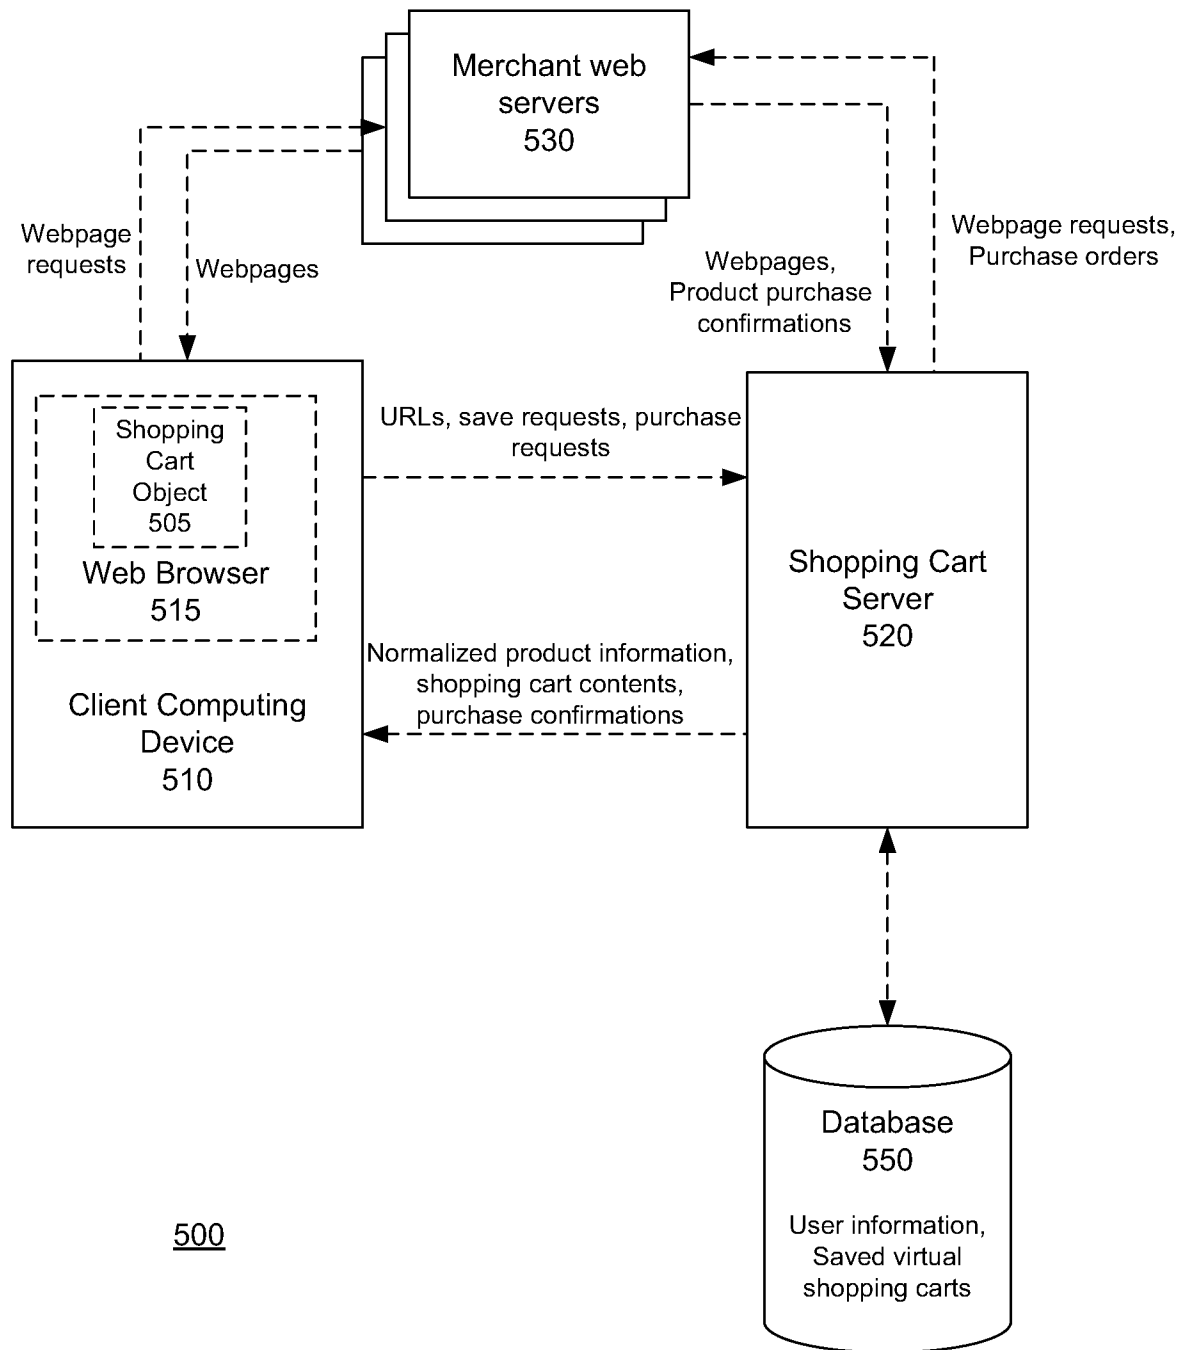 Merchant web
servers
530
Webpage
requests
Webpages
Webpages,
Product purchase
confirmations
Webpage requests,
Purchase orders
Shopping
Cart
Object
505
Web Browser
515
Client Computing
Device
510
URLs, save requests, purchase
requests
Normalized product information,
shopping cart contents,
purchase confirmations
Shopping Cart
Server
520
Database
550
User information,
Saved virtual
shopping carts
500